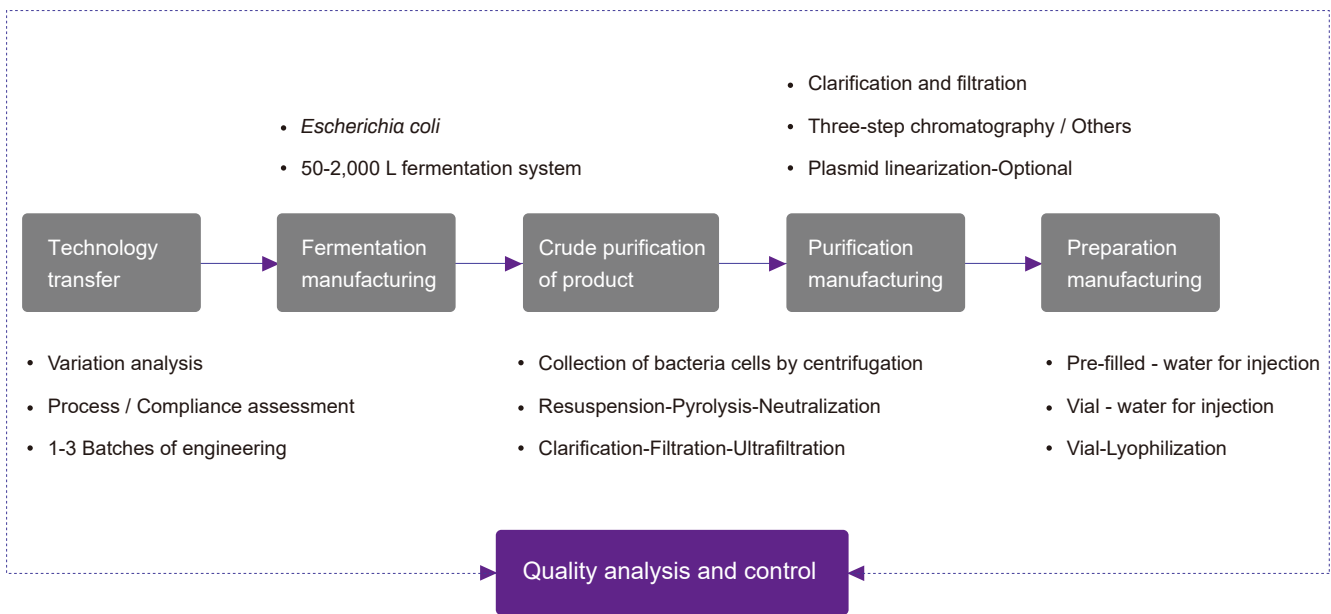 • Clarification and filtration
• Three-step chromatography / Others
• Plasmid linearization-Optional
• Escherichia coli
• 50-2,000 L fermentation system
Technology
transfer
Fermentation
manufacturing
Crude purification
of product
Purification
manufacturing
Preparation
manufacturing
• Variation analysis
• Process / Compliance assessment
• 1-3 Batches of engineering
• Collection of bacteria cells by centrifugation
• Resuspension-Pyrolysis-Neutralization
• Clarification-Filtration-Ultrafiltration
• Pre-filled - water for injection
• Vial - water for injection
• Vial-Lyophilization
Quality analysis and control